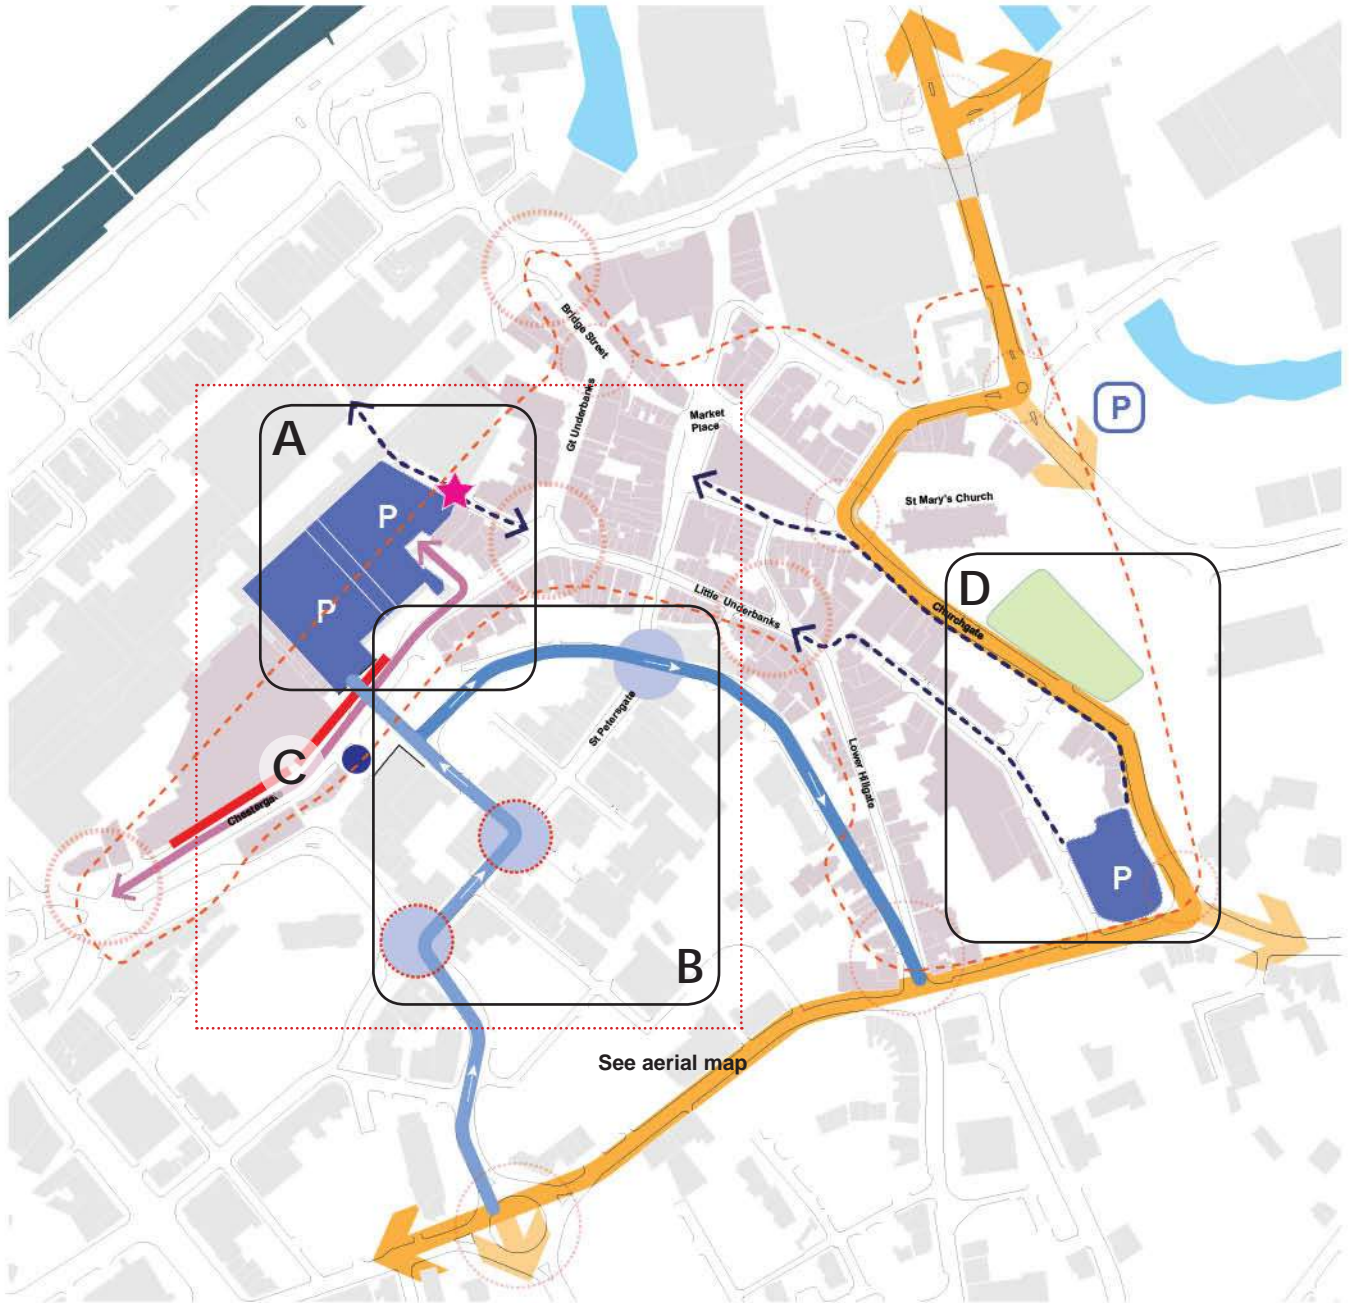 Bridge Street
Gt Underbanks
Market
Place
P
A
P
St Mary's Church
P
D
Little Underbanks
Churchgate
St Petersgate
C
Lower Hillgate
Chesterga
P
B
See aerial map